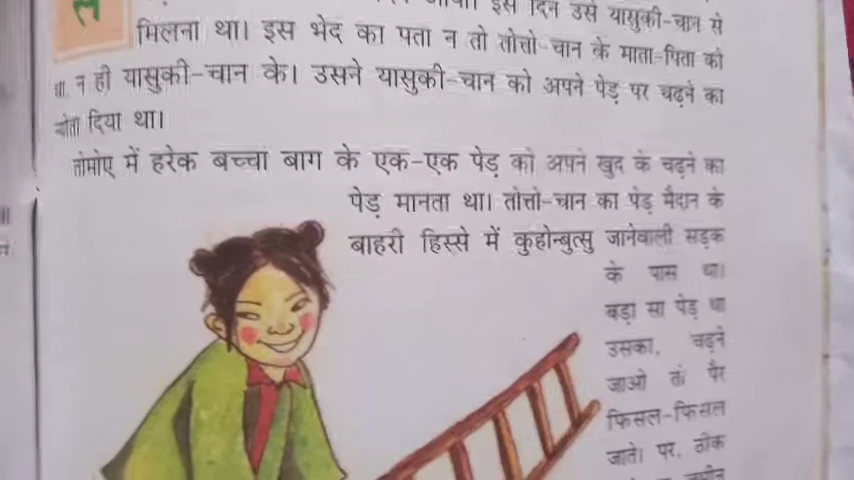 इस दिन उसे यासुकी-चान से
मिलना था। इस भेद का पता न तो तोत्तो-चान के माता-पिता को
था, न ही यासुकी-चान के। उसने यासुकी-चान को अपने पेड़ पर चढ़ने का
दिया था।
तोमोए में हरेक बच्चा बाग के एक-एक पेड़ को अपने खुद के चढ़ने का
पेड़ मानता था। तोत्तो-चान का पेड़ मैदान के
बाहरी हिस्से में कुहोन्बुत्सु जानेवाली सड़क
के पास था।
बड़ा सा पेड़ था
उसका, चढ़ने
जाओ तो पैर
फिसल-फिसल
जाते। पर, ठीक